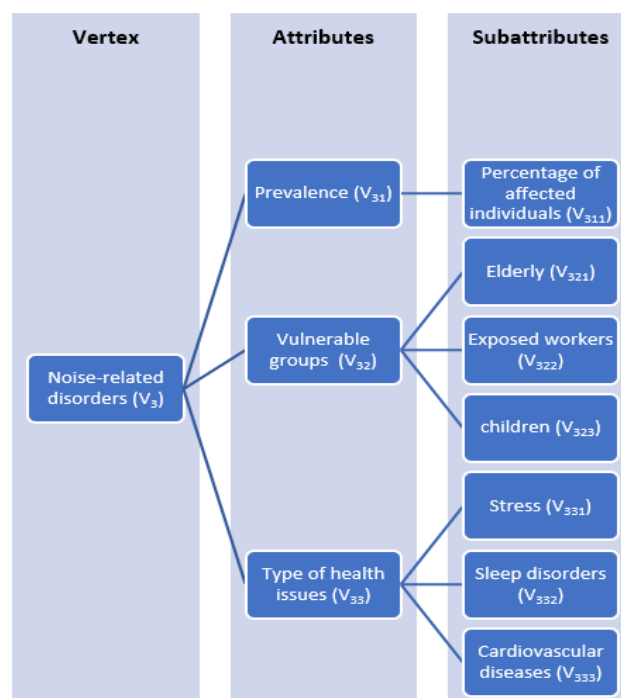 Vertex
Attributes
Subattributes
Noise-related
disorders (V₃)
Prevalence (V₃₁)
Vulnerable
groups (V₃₂)
Type of health
issues (V₃₃)
Percentage of
affected
individuals (V₃₁₁)
Elderly (V₃₂₁)
Exposed workers
(V₃₂₂)
children (V₃₂₃)
Stress (V₃₃₁)
Sleep disorders
(V₃₃₂)
Cardiovascular
diseases (V₃₃₃)